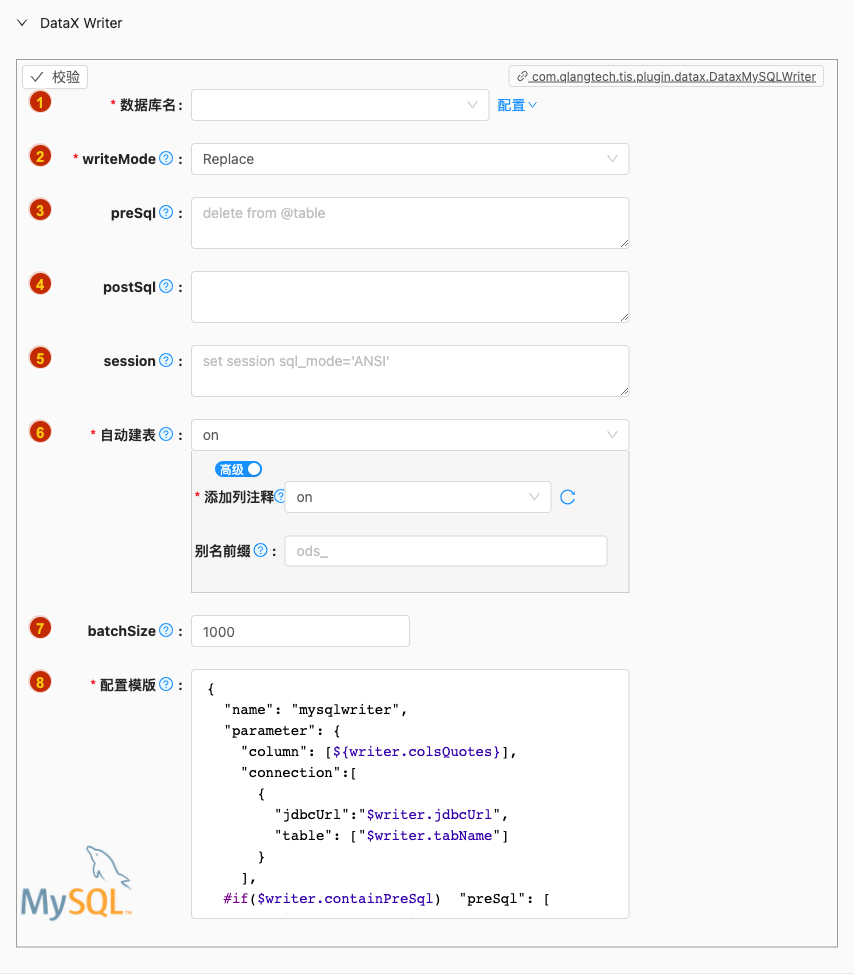 DataX Writer
校验
com.qlangtech.tis.plugin.datax.DataxMySQLWriter
1 * 数据库名: 配置
2 * writeMode ? : Replace
3 preSql ? : delete from @table
4 postSql ? :
5 session ? : set session sql_mode='ANSI'
6 * 自动建表 ? : on
高级
* 添加列注释 ? on
别名前缀 ? : ods_
7 batchSize ? : 1000
8 * 配置模版 ? : {
"name": "mysqlwriter",
"parameter": {
"column": [${writer.colsQuotes}],
"connection":[
{
"jdbcUrl":"$writer.jdbcUrl",
"table": ["$writer.tabName"]
}
],
#if($writer.containPreSql)  "preSql": [
MySQL™